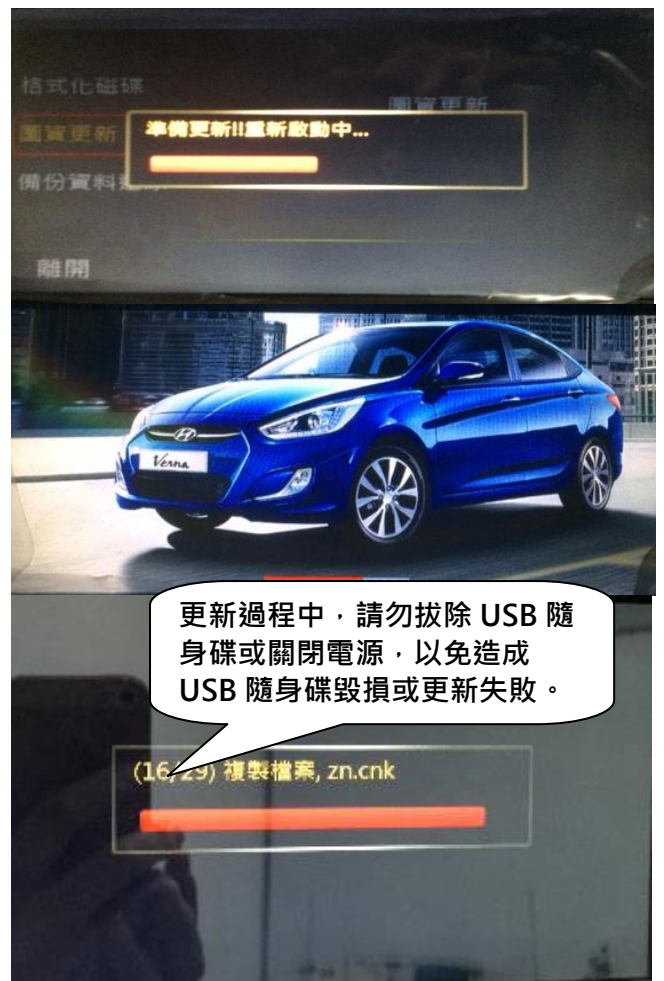 格式化磁碟
圖資更新
圖資更新
準備更新!!重新啟動中...
備份資料還原
離開
Verna
更新過程中，請勿拔除 USB 隨
身碟或關閉電源，以免造成
USB 隨身碟毀損或更新失敗。
(16/29) 複製檔案, zn.cnk